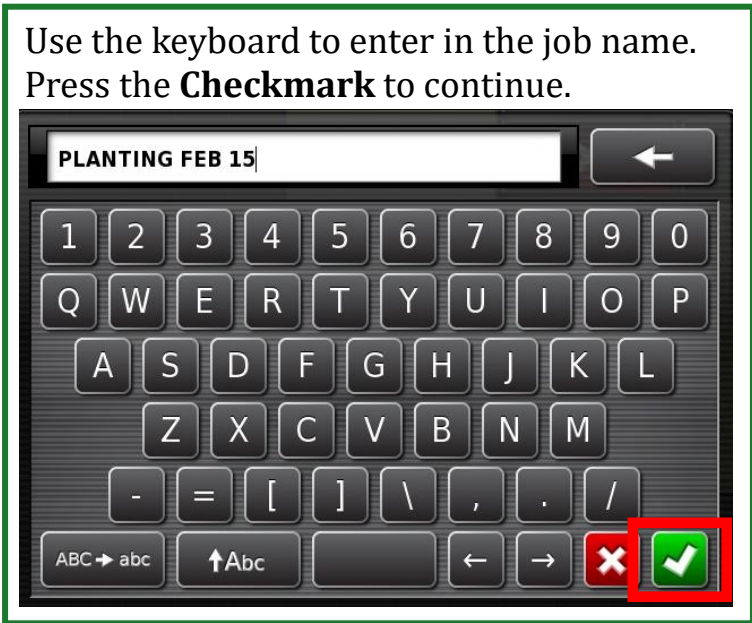 Use the keyboard to enter in the job name.
Press the Checkmark to continue.
PLANTING FEB 15
1 2 3 4 5 6 7 8 9 0
Q W E R T Y U I O P
A S D F G H J K L
Z X C V B N M
- = [ ] \ , . /
ABC→abc ↑Abc ← →